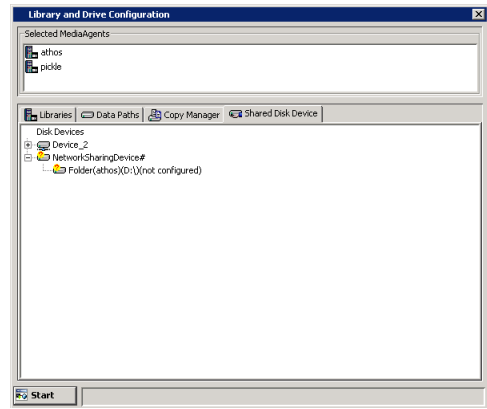 Library and Drive Configuration
Selected MediaAgents
athos
pickle
Libraries Data Paths Copy Manager Shared Disk Device
Disk Devices
Device_2
NetworkSharingDevice#
Folder(athos)(D:\)(not configured)
Start